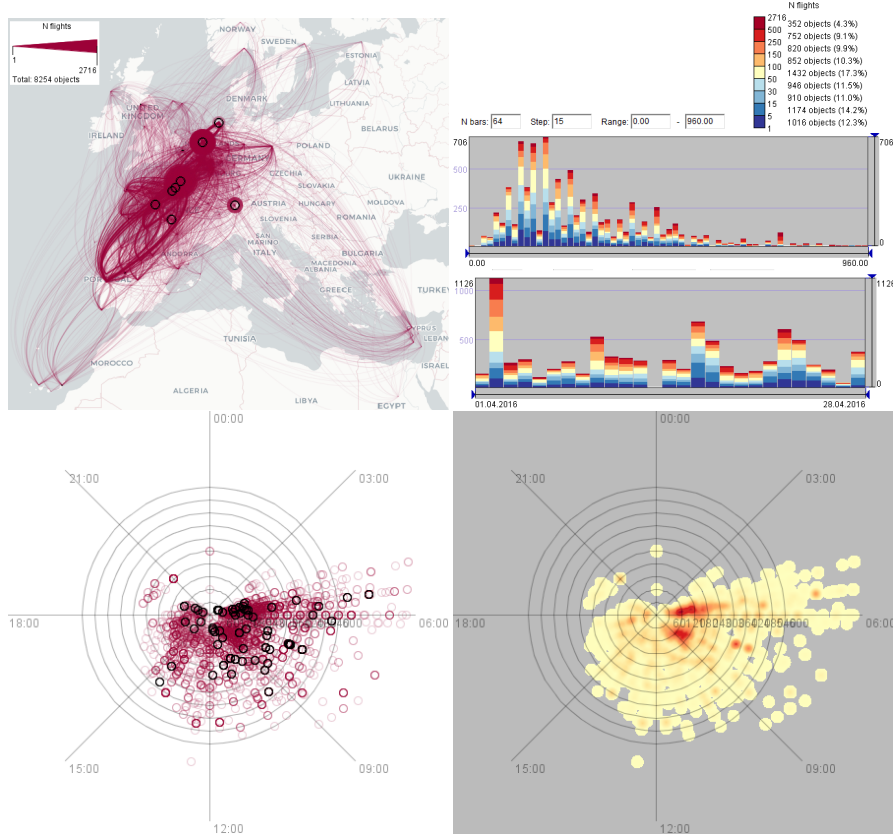 N flights
1
2716
Total: 8254 objects
NORWAY
SWEDEN
ESTONIA
LATVIA
LITHUANIA
DENMARK
UNITED
KINGDOM
IRELAND
BELARUS
POLAND
GERMANY
CZECHIA
UKRAINE
SLOVAKIA
AUSTRIA
HUNGARY
MOLDOVA
SLOVENIA
ROMANIA
SAN
MARINO
SERBIA
ITALY
BULGARIA
ANDORRA
MACEDONIA
ALBANIA
PORTUGAL
GREECE
TURKEY
CYPRUS
LEBAN
TUNISIA
MOROCCO
ISRAEL
ALGERIA
LIBYA
EGYPT
N flights
2716
500
300
150
100
50
30
15
5
1
352 objects (4.3%)
752 objects (9.1%)
820 objects (9.9%)
852 objects (10.3%)
1432 objects (17.3%)
946 objects (11.5%)
910 objects (11.0%)
1174 objects (14.2%)
1016 objects (12.3%)
N bars: 64 Step: 15 Range: 0.00 - 960.00
706
500
250
706
0
0.00
960.00
1126
1000
500
1126
0
01.04.2016
28.04.2016
00:00
03:00
06:00
09:00
12:00
15:00
18:00
21:00
00:00
03:00
06:00
09:00
12:00
15:00
18:00
21:00